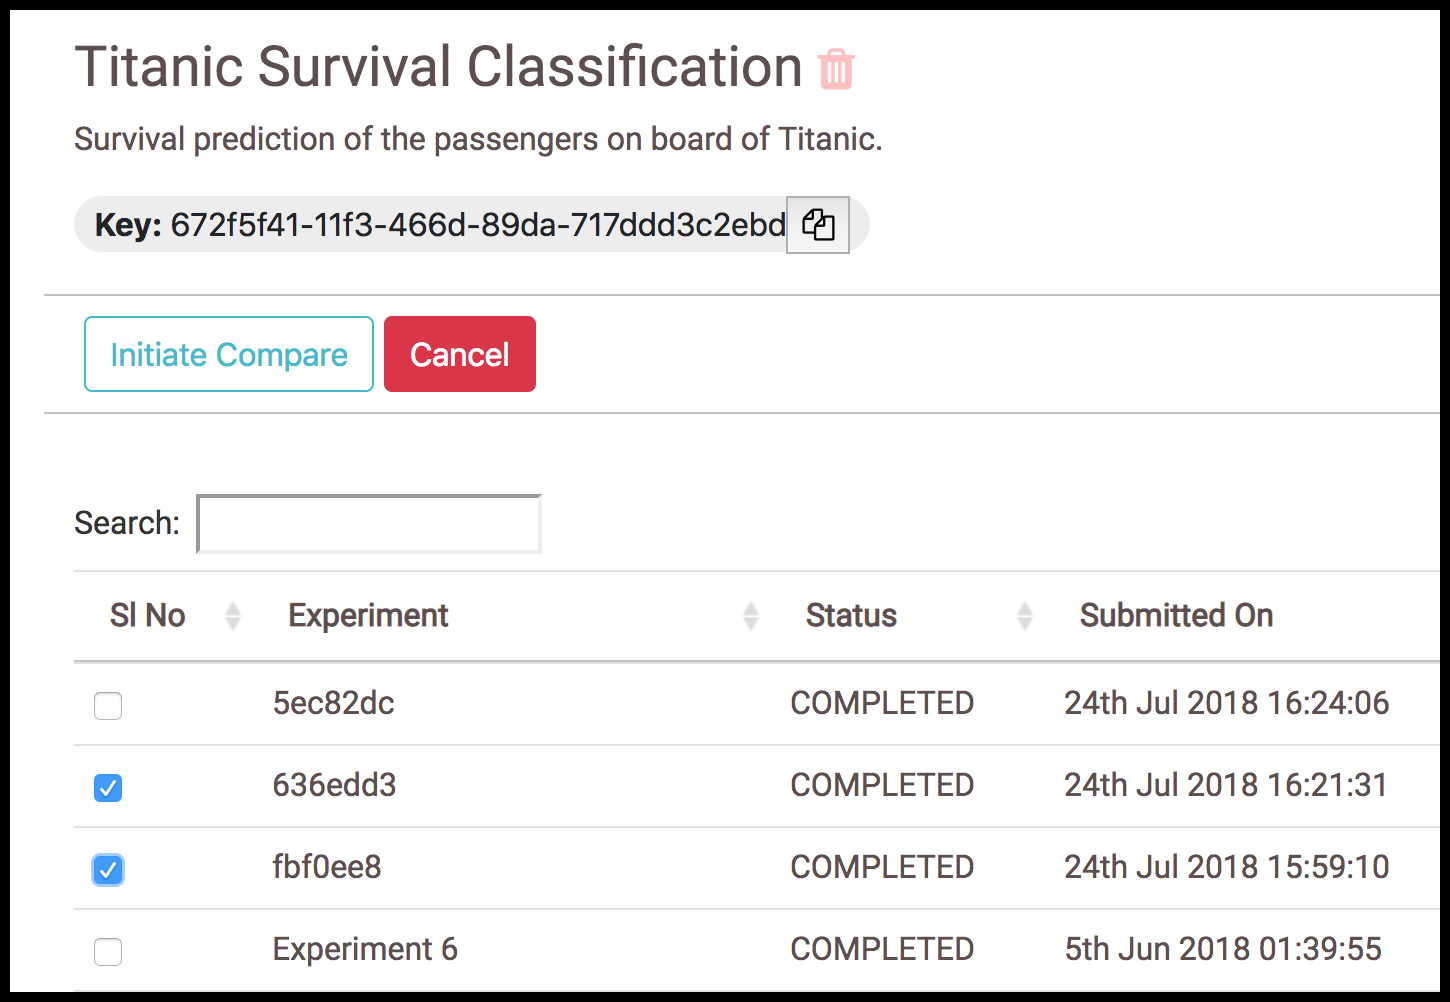 Titanic Survival Classification
Survival prediction of the passengers on board of Titanic.
Key: 672f5f41-11f3-466d-89da-717ddd3c2ebd
Initiate Compare Cancel
Search:
Sl No Experiment Status Submitted On
5ec82dc COMPLETED 24th Jul 2018 16:24:06
636edd3 COMPLETED 24th Jul 2018 16:21:31
fbf0ee8 COMPLETED 24th Jul 2018 15:59:10
Experiment 6 COMPLETED 5th Jun 2018 01:39:55